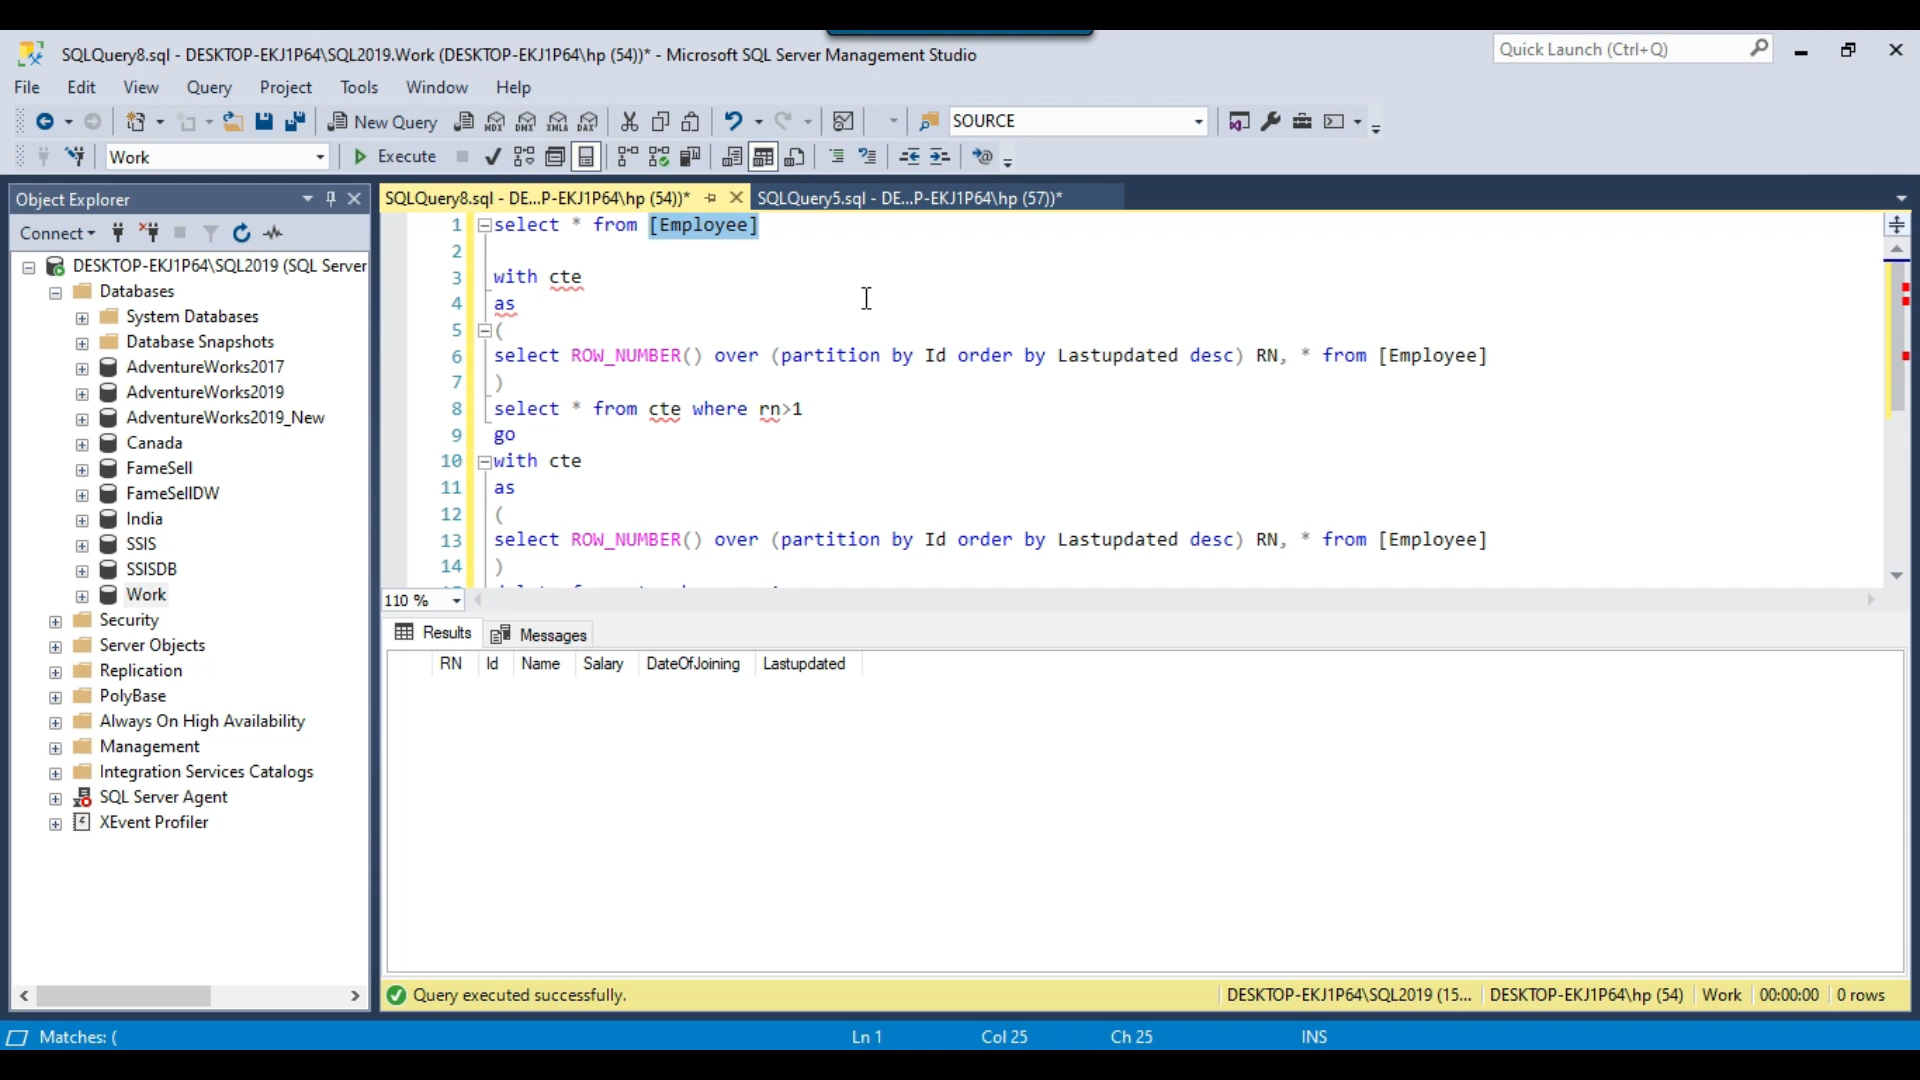 SQLQuery8.sql - DESKTOP-EKJ1P64\SQL2019.Work (DESKTOP-EKJ1P64\hp (54))* - Microsoft SQL Server Management Studio
Quick Launch (Ctrl+Q)
File Edit View Query Project Tools Window Help
New Query
MDX DMX XMLA DAX
SOURCE
Work
Execute
Object Explorer
SQLQuery8.sql - DE...P-EKJ1P64\hp (54))*
SQLQuery5.sql - DE...P-EKJ1P64\hp (57))*
Connect
DESKTOP-EKJ1P64\SQL2019 (SQL Server
Databases
System Databases
Database Snapshots
AdventureWorks2017
AdventureWorks2019
AdventureWorks2019_New
Canada
FameSell
FameSellDW
India
SSIS
SSISDB
Work
Security
Server Objects
Replication
PolyBase
Always On High Availability
Management
Integration Services Catalogs
SQL Server Agent
XEvent Profiler
1 select * from [Employee]
2
3 with cte
4 as
5 (
6 select ROW_NUMBER() over (partition by Id order by Lastupdated desc) RN, * from [Employee]
7 )
8 select * from cte where rn>1
9 go
10 with cte
11 as
12 (
13 select ROW_NUMBER() over (partition by Id order by Lastupdated desc) RN, * from [Employee]
14 )
110 %
Results Messages
RN Id Name Salary DateOfJoining Lastupdated
Query executed successfully.
DESKTOP-EKJ1P64\SQL2019 (15... DESKTOP-EKJ1P64\hp (54) Work 00:00:00 0 rows
Matches: ( Ln 1 Col 25 Ch 25 INS